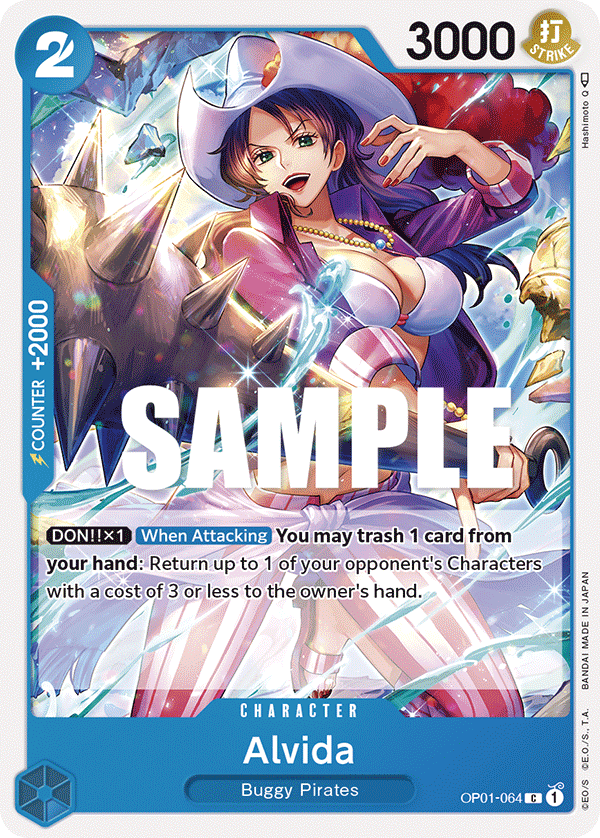 2
3000
打
STRIKE
Hashimoto Q
COUNTER +2000
SAMPLE
DON!!×1 When Attacking You may trash 1 card from
your hand: Return up to 1 of your opponent's Characters
with a cost of 3 or less to the owner's hand.
CHARACTER
Alvida
Buggy Pirates
OP01-064 C 1
©EO/S ©E.O./S., T.A. BANDAI MADE IN JAPAN